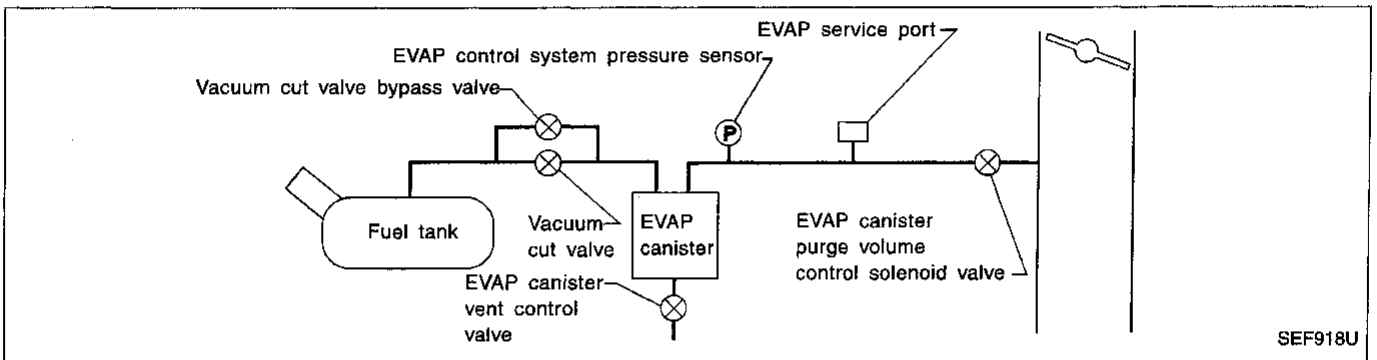 EVAP service port
EVAP control system pressure sensor
Vacuum cut valve bypass valve
P
Fuel tank
Vacuum
cut valve
EVAP
canister
EVAP canister
purge volume
control solenoid valve
EVAP canister
vent control
valve
SEF918U